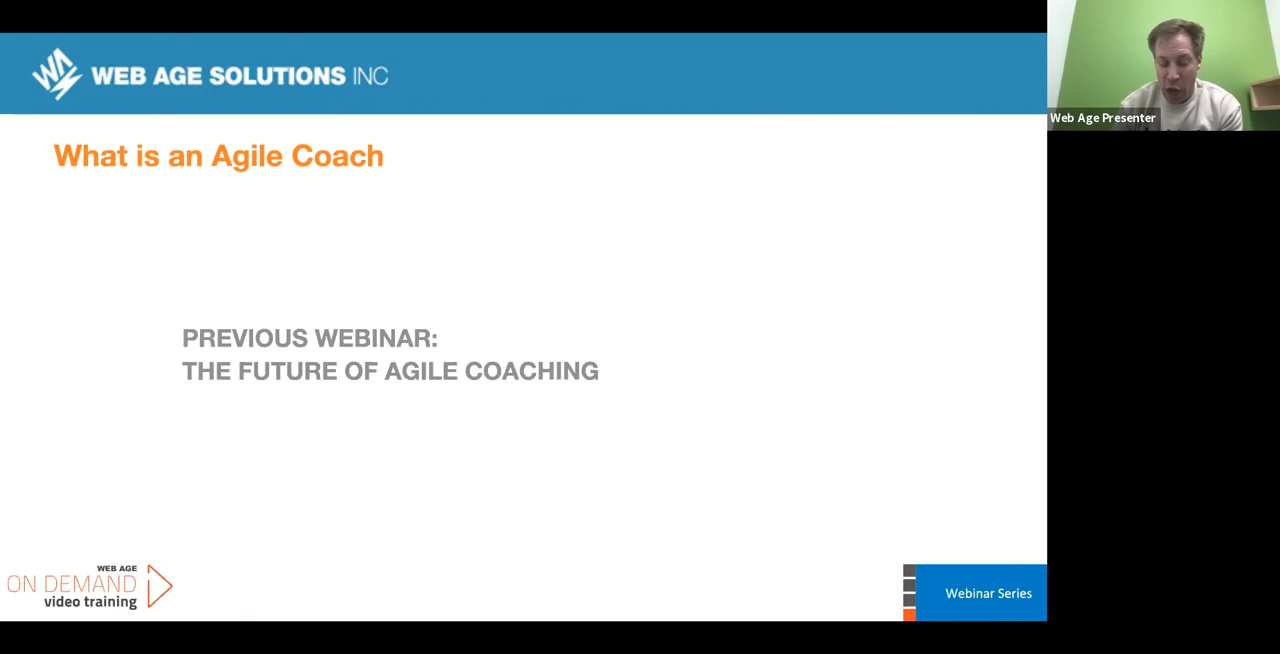 WEB AGE SOLUTIONS INC
Web Age Presenter
What is an Agile Coach
PREVIOUS WEBINAR:
THE FUTURE OF AGILE COACHING
WEB AGE
ON DEMAND
video training
Webinar Series